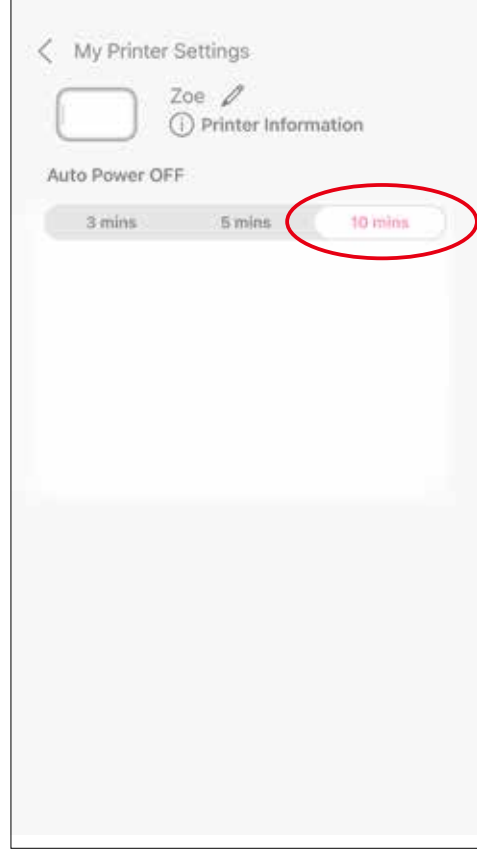 My Printer Settings
Zoe
Printer Information
Auto Power OFF
3 mins 5 mins 10 mins